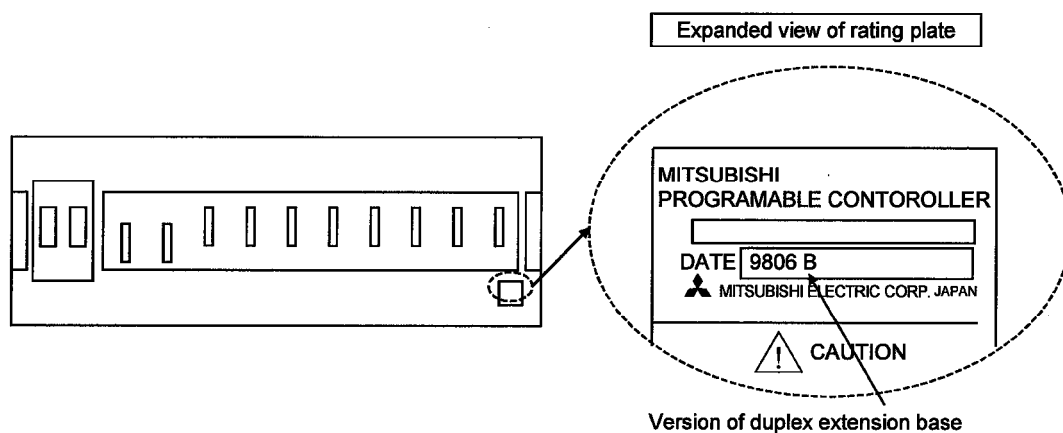 Expanded view of rating plate
MITSUBISHI
PROGRAMABLE CONTOROLLER
DATE 9806 B
MITSUBISHI ELECTRIC CORP. JAPAN
! CAUTION
Version of duplex extension base